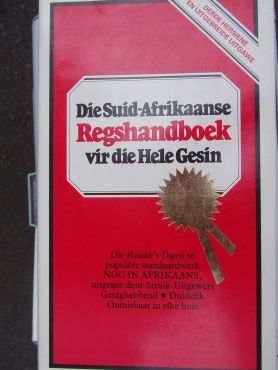 DERDE HERSIENE
EN UITGEBREIDE UITGAWE
Die Suid-Afrikaanse
Regshandboek
vir die Hele Gesin
Die Reader's Digest se
populêre standaardwerk
NOU IN AFRIKAANS,
uitgegee deur Struik-Uitgewers
Gesaghebbend • Duidelik
Onmisbaar in elke huis